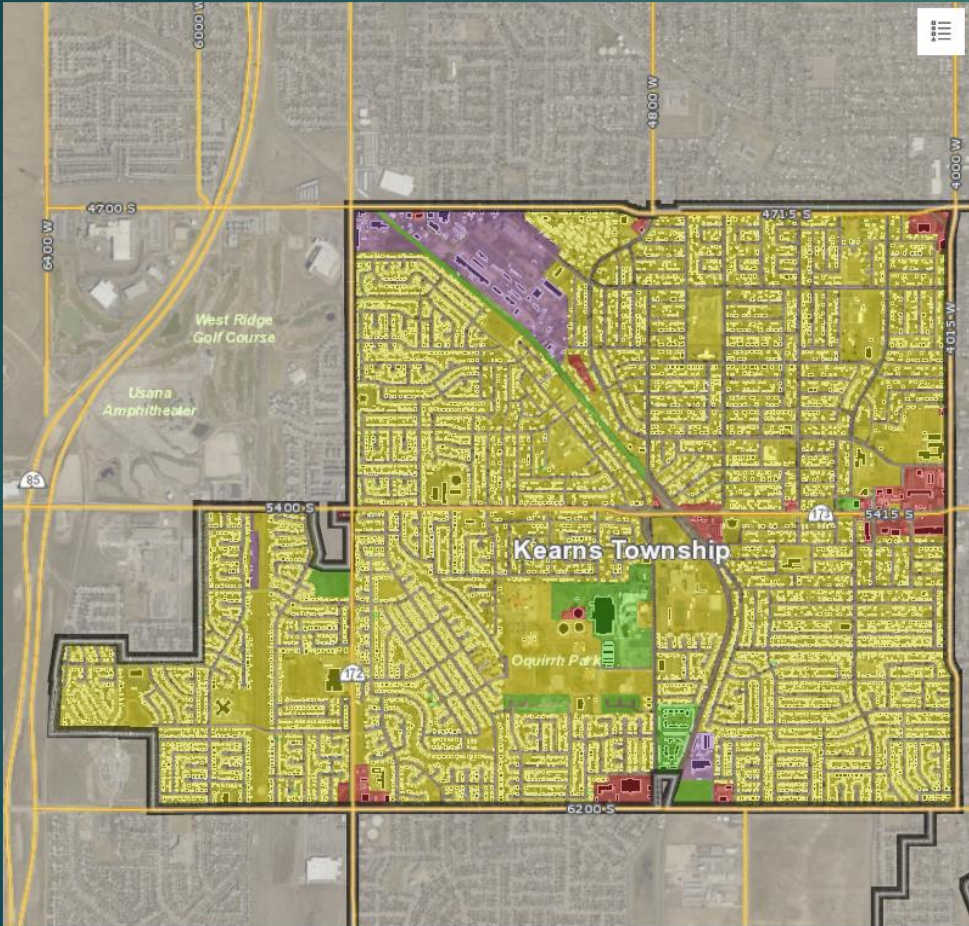 6000 W
4800 W
4000 W
4700 S
4715 S
6400 W
West Ridge
Golf Course
4015 W
Usana
Amphitheater
85
5400 S
173
5415 S
Kearns Township
Oquirrh Park
172
6200 S